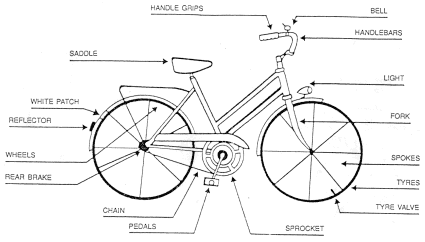 HANDLE GRIPS
BELL
HANDLEBARS
SADDLE
LIGHT
WHITE PATCH
REFLECTOR
FORK
WHEELS
SPOKES
REAR BRAKE
TYRES
CHAIN
TYRE VALVE
PEDALS
SPROCKET